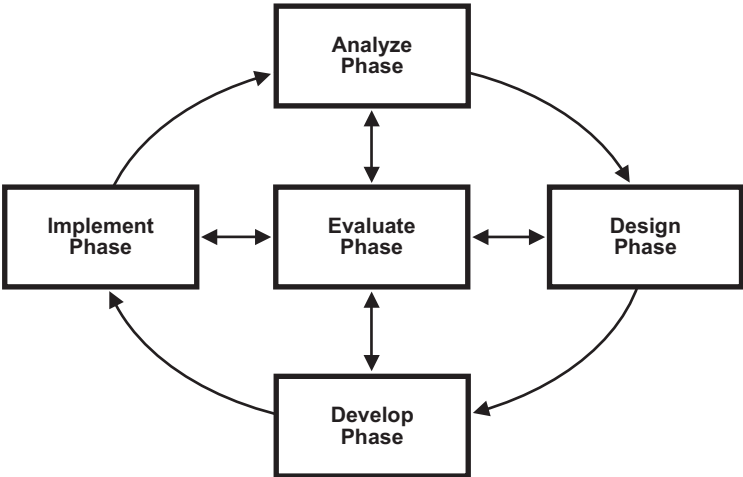 Analyze
Phase
Implement
Phase
Evaluate
Phase
Design
Phase
Develop
Phase